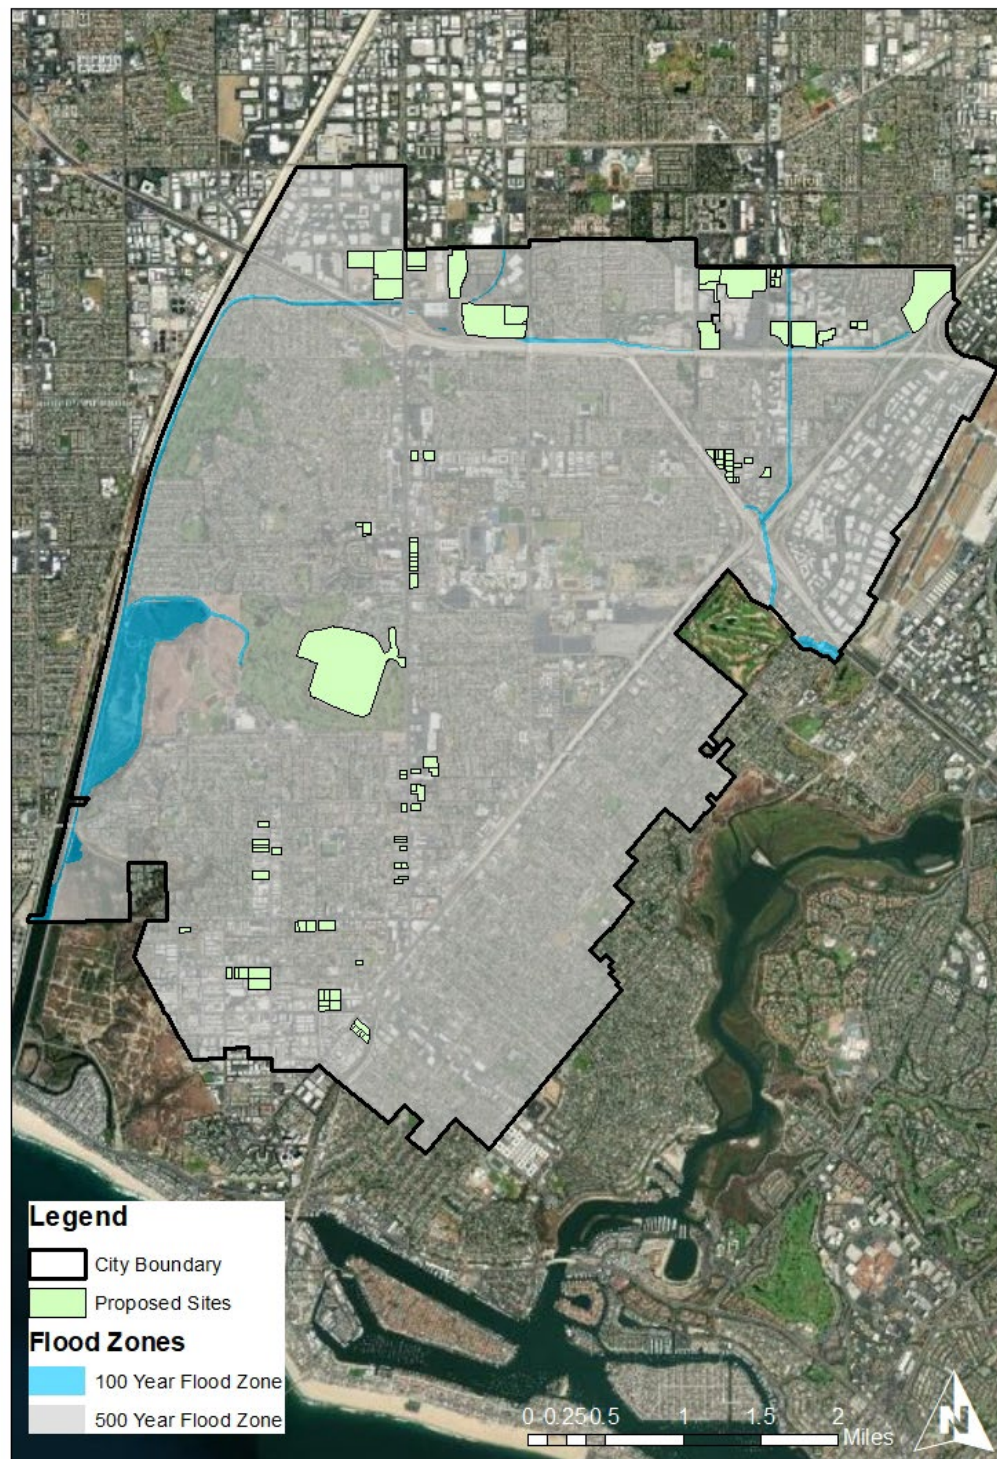 Legend
City Boundary
Proposed Sites
Flood Zones
100 Year Flood Zone
500 Year Flood Zone
0 0.25 0.5 1 1.5 2
Miles
N